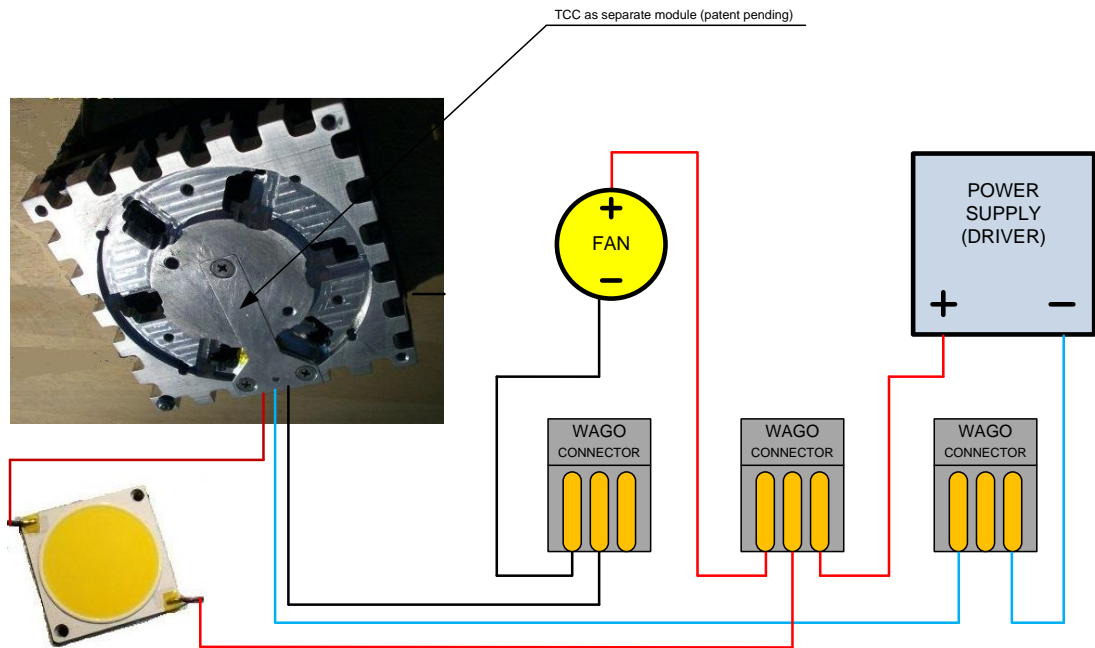 TCC as separate module (patent pending)
+
FAN
−
POWER
SUPPLY
(DRIVER)
+ −
WAGO
CONNECTOR
WAGO
CONNECTOR
WAGO
CONNECTOR